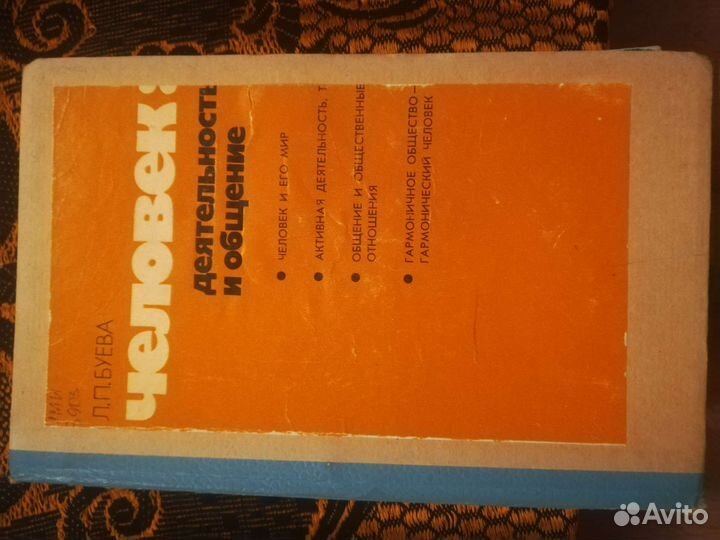 Л.П.БУЕВА
человек:
деятельность
и общение
● ЧЕЛОВЕК И ЕГО МИР
● АКТИВНАЯ ДЕЯТЕЛЬНОСТЬ, Т
● ОБЩЕНИЕ И ОБЩЕСТВЕННЫЕ
ОТНОШЕНИЯ
● ГАРМОНИЧНОЕ ОБЩЕСТВО—
ГАРМОНИЧЕСКИЙ ЧЕЛОВЕК
Avito